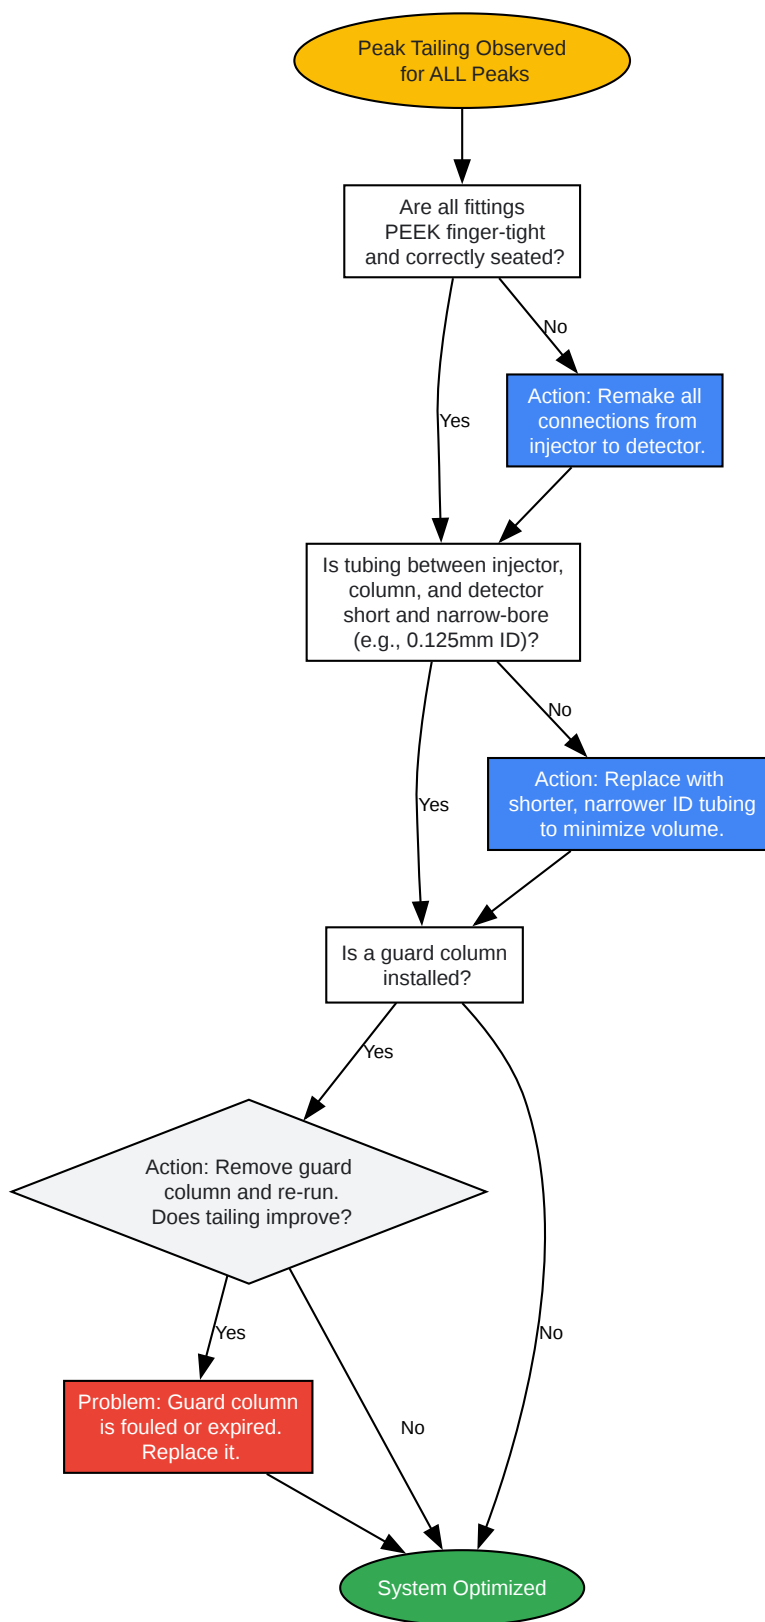 Peak Tailing Observed
for ALL Peaks
Are all fittings
PEEK finger-tight
and correctly seated?
No
Action: Remake all
connections from
injector to detector.
Yes
Is tubing between injector,
column, and detector
short and narrow-bore
(e.g., 0.125mm ID)?
No
Action: Replace with
shorter, narrower ID tubing
to minimize volume.
Yes
Is a guard column
installed?
Yes
Action: Remove guard
column and re-run.
Does tailing improve?
Yes
No
Problem: Guard column
is fouled or expired.
Replace it.
No
System Optimized